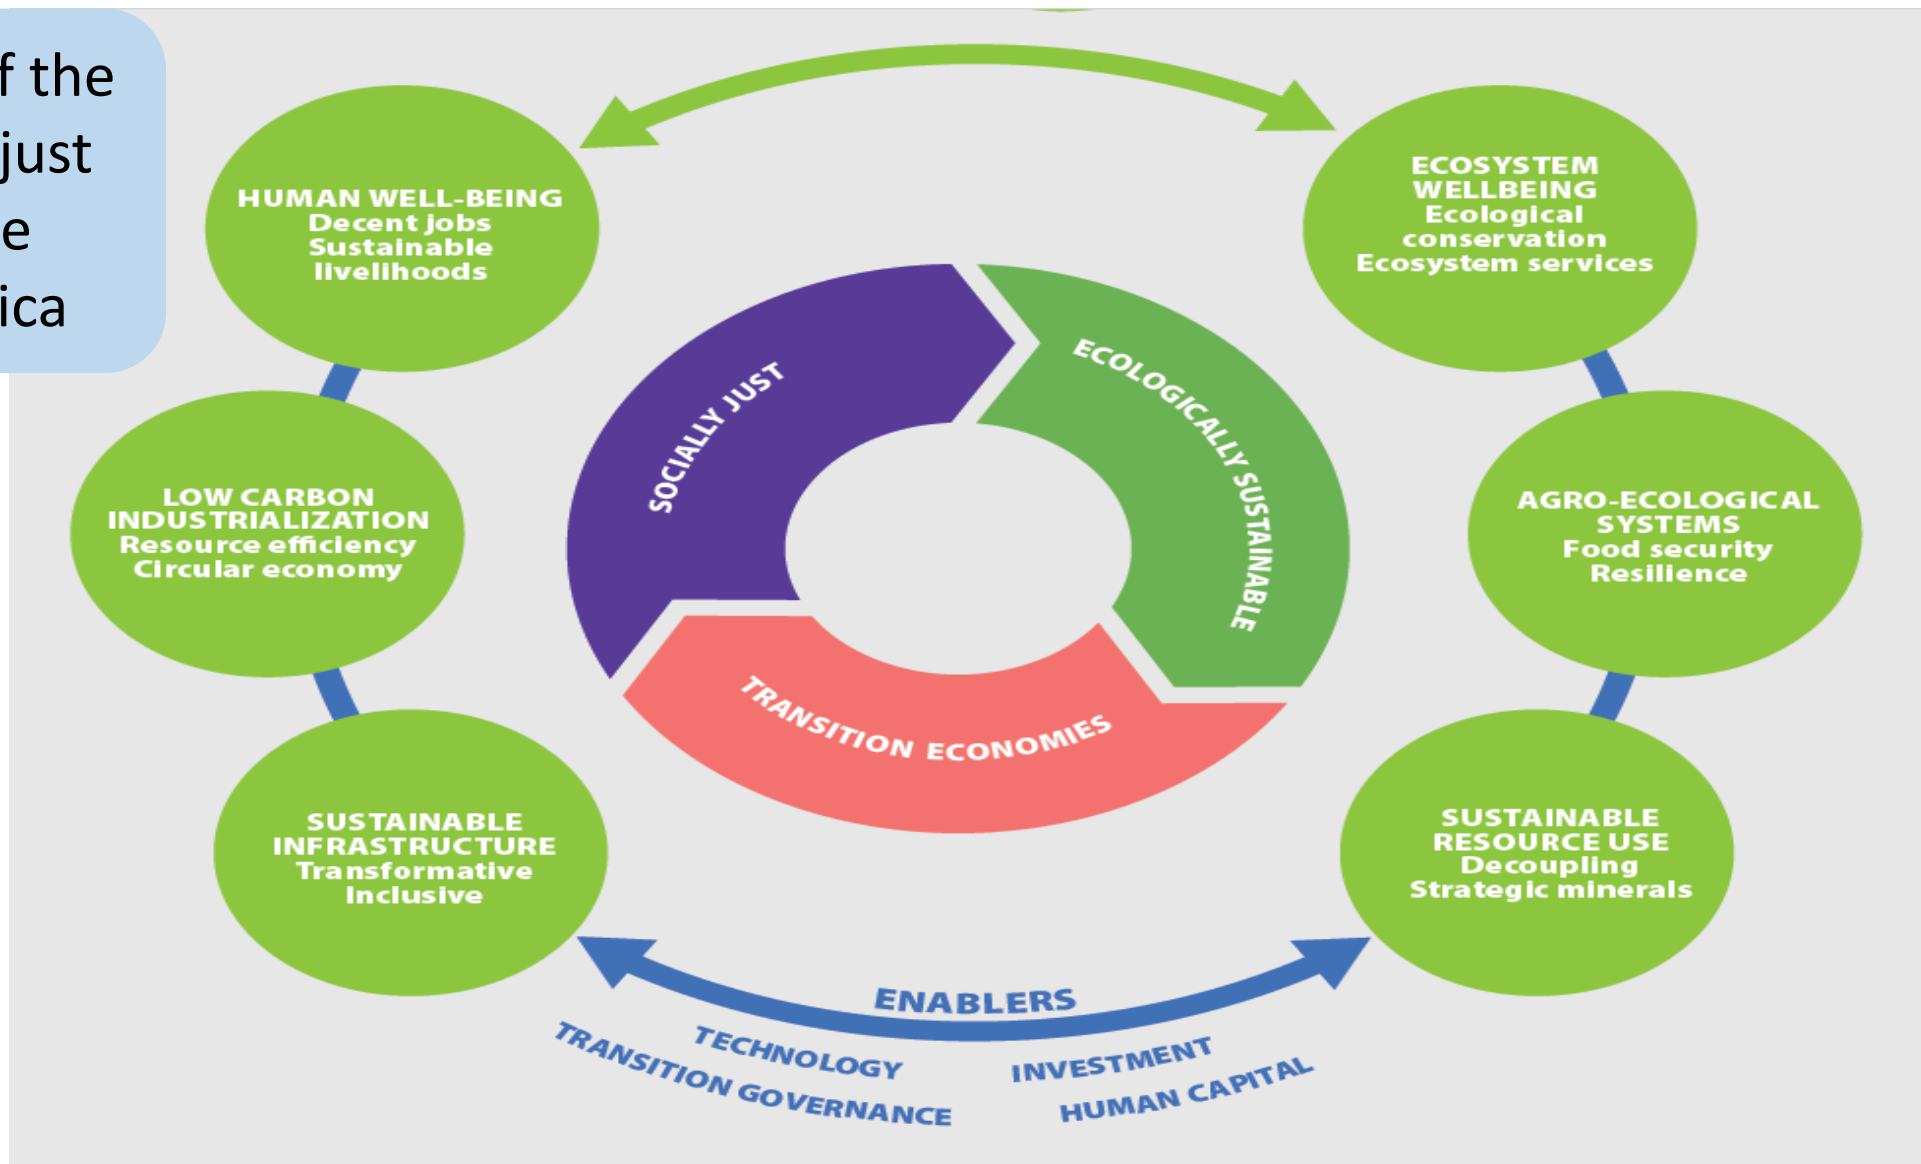 f the
just
e
ica
HUMAN WELL-BEING
Decent jobs
Sustainable
livelihoods
ECOSYSTEM
WELLBEING
Ecological
conservation
Ecosystem services
SOCIALLY JUST
ECOLOGICALLY SUSTAINABLE
TRANSITION ECONOMIES
LOW CARBON
INDUSTRIALIZATION
Resource efficiency
Circular economy
AGRO-ECOLOGICAL
SYSTEMS
Food security
Resilience
SUSTAINABLE
INFRASTRUCTURE
Transformative
Inclusive
SUSTAINABLE
RESOURCE USE
Decoupling
Strategic minerals
ENABLERS
TECHNOLOGY
INVESTMENT
TRANSITION GOVERNANCE
HUMAN CAPITAL